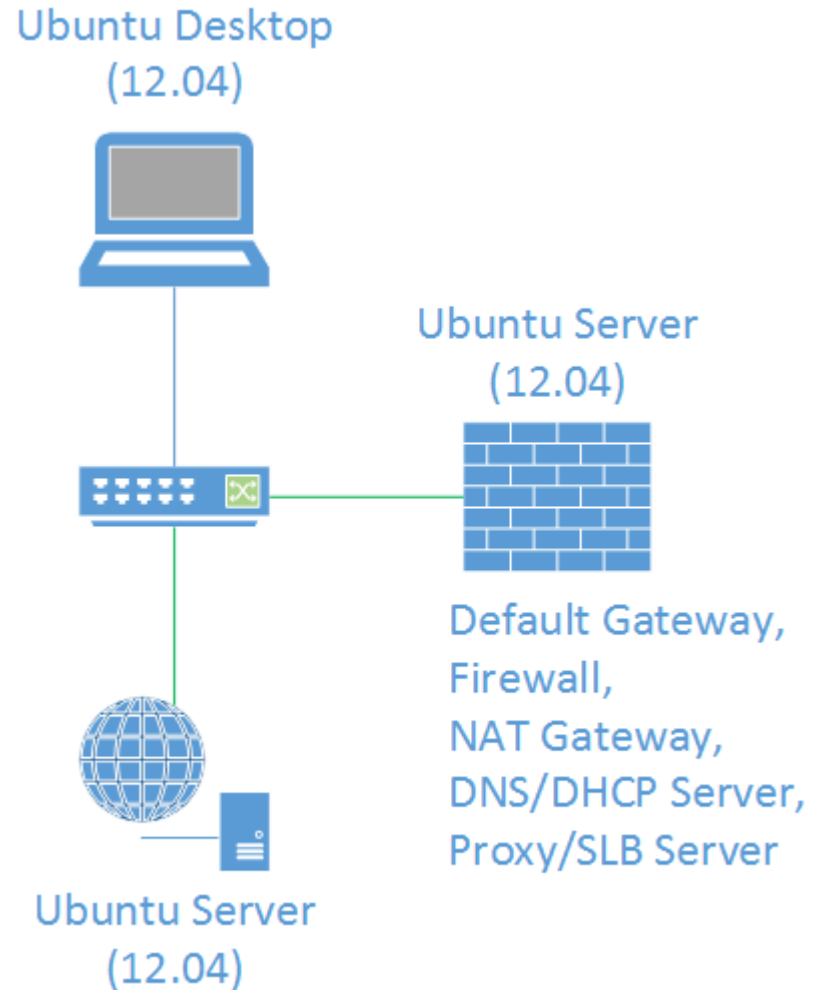 Ubuntu Desktop
(12.04)
Ubuntu Server
(12.04)
Default Gateway,
Firewall,
NAT Gateway,
DNS/DHCP Server,
Proxy/SLB Server
Ubuntu Server
(12.04)